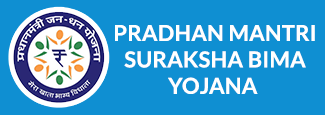 प्रधानमंत्री जन-धन योजना
मेरा खाता भाग्य विधाता
PRADHAN MANTRI
SURAKSHA BIMA
YOJANA